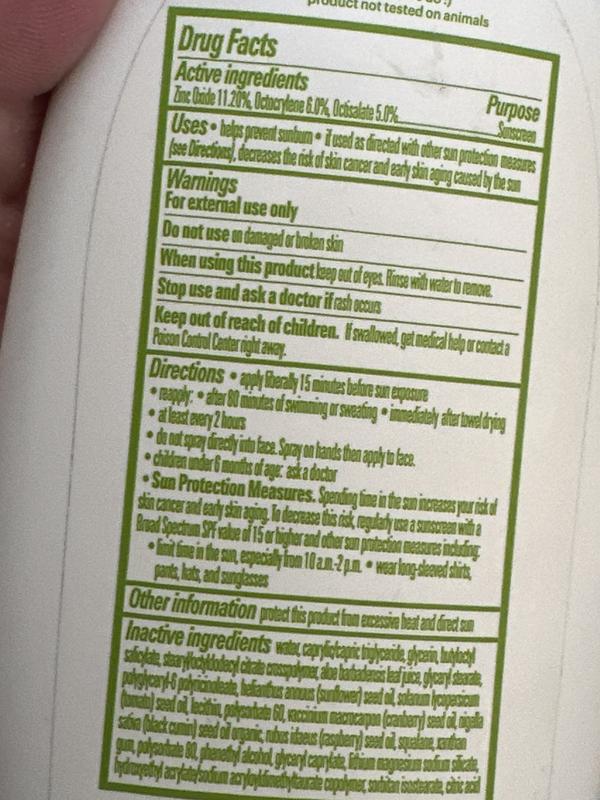 product not tested on animals
Drug Facts
Active ingredients Purpose
Zinc Oxide 11.20%, Octocrylene 6.0%, Octisalate 5.0% Sunscreen
Uses • helps prevent sunburn • if used as directed with other sun protection measures
(see Directions), decreases the risk of skin cancer and early skin aging caused by the sun
Warnings
For external use only
Do not use on damaged or broken skin
When using this product keep out of eyes. Rinse with water to remove.
Stop use and ask a doctor if rash occurs
Keep out of reach of children. If swallowed, get medical help or contact a
Poison Control Center right away.
Directions • apply liberally 15 minutes before sun exposure
• reapply: • after 80 minutes of swimming or sweating • immediately after towel drying
• at least every 2 hours
• do not spray directly into face. Spray on hands then apply to face.
• children under 6 months of age: ask a doctor
• Sun Protection Measures. Spending time in the sun increases your risk of
skin cancer and early skin aging. To decrease this risk, regularly use a sunscreen with a
Broad Spectrum SPF value of 15 or higher and other sun protection measures including:
• limit time in the sun, especially from 10 a.m.-2 p.m. • wear long-sleeved shirts,
pants, hats, and sunglasses
Other information protect this product from excessive heat and direct sun
Inactive ingredients water, caprylic/capric triglyceride, glycerin, butyloctyl
salicylate, stearyl/octyldodecyl citrate crosspolymer, aloe barbadensis leaf juice, glyceryl stearate,
polyglyceryl-6 polyricinoleate, helianthus annuus (sunflower) seed oil, solanum lycopersicum
(tomato) seed oil, lecithin, polysorbate 60, vaccinium macrocarpon (cranberry) seed oil, nigella
sativa (black cumin) seed oil organic, rubus idaeus (raspberry) seed oil, squalane, xanthan
gum, polysorbate 80, phenethyl alcohol, glyceryl caprylate, lithium magnesium sodium silicate,
hydroxyethyl acrylate/sodium acryloyldimethyltaurate copolymer, sorbitan isostearate, citric acid